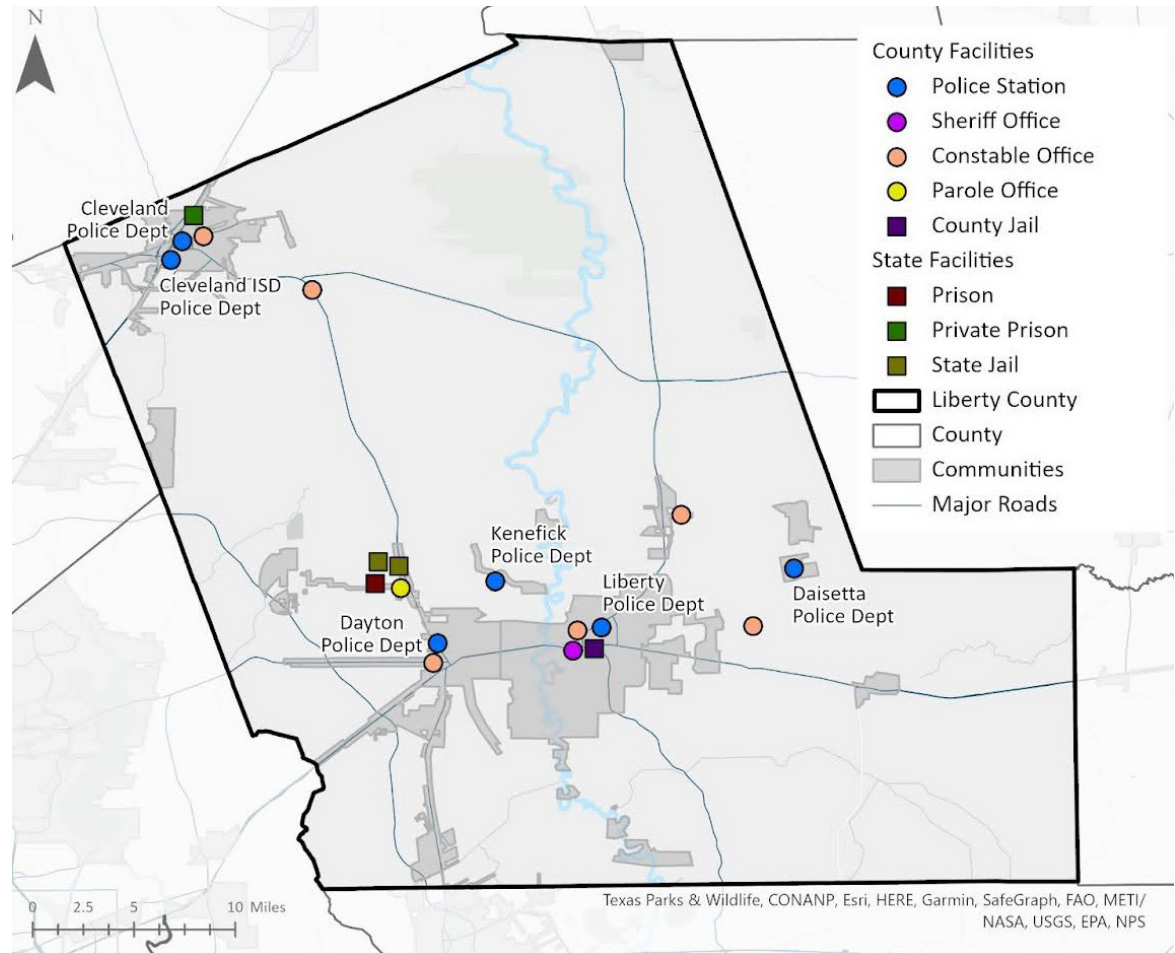 N
County Facilities
Police Station
Sheriff Office
Constable Office
Parole Office
County Jail
State Facilities
Prison
Private Prison
State Jail
Liberty County
County
Communities
Major Roads
Cleveland
Police Dept
Cleveland ISD
Police Dept
Kenefick
Police Dept
Liberty
Police Dept
Daisetta
Police Dept
Dayton
Police Dept
0 2.5 5 10 Miles
Texas Parks & Wildlife, CONANP, Esri, HERE, Garmin, SafeGraph, FAO, METI/
NASA, USGS, EPA, NPS